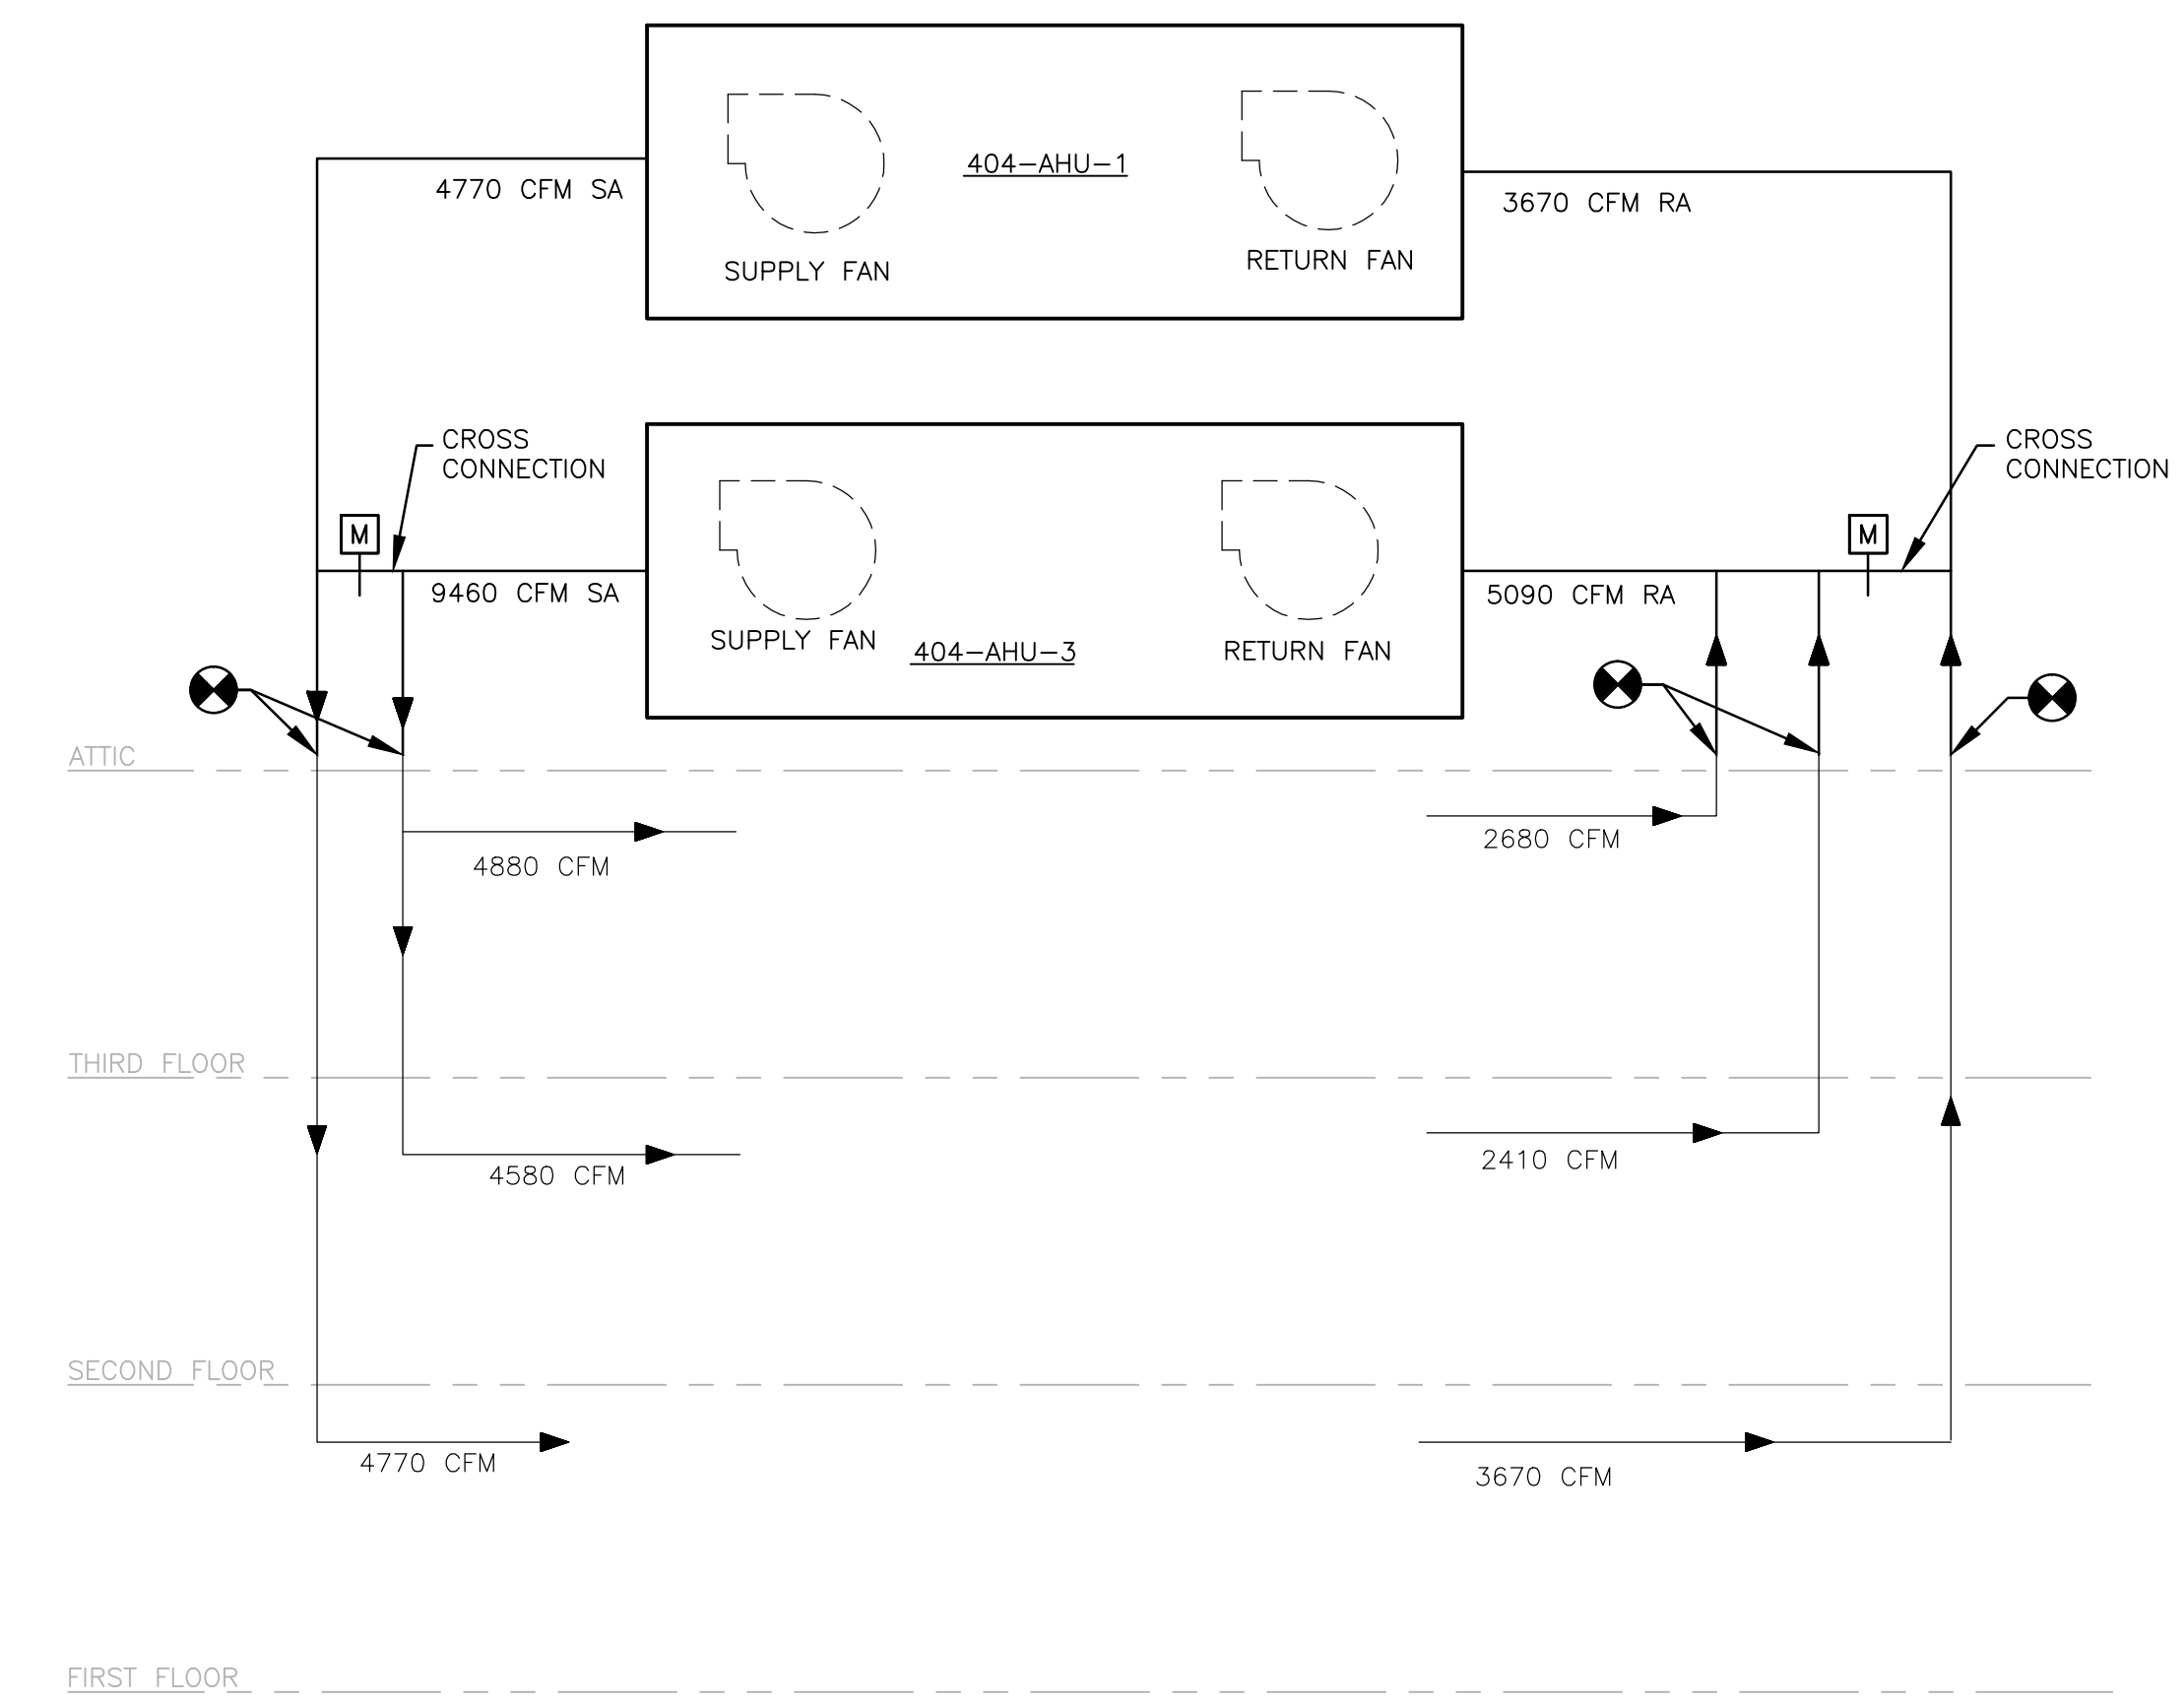 404-AHU-1
4770 CFM SA
3670 CFM RA
SUPPLY FAN
RETURN FAN
CROSS
CONNECTION
CROSS
CONNECTION
M
M
9460 CFM SA
5090 CFM RA
SUPPLY FAN
404-AHU-3
RETURN FAN
ATTIC
4880 CFM
2680 CFM
THIRD FLOOR
4580 CFM
2410 CFM
SECOND FLOOR
4770 CFM
3670 CFM
FIRST FLOOR